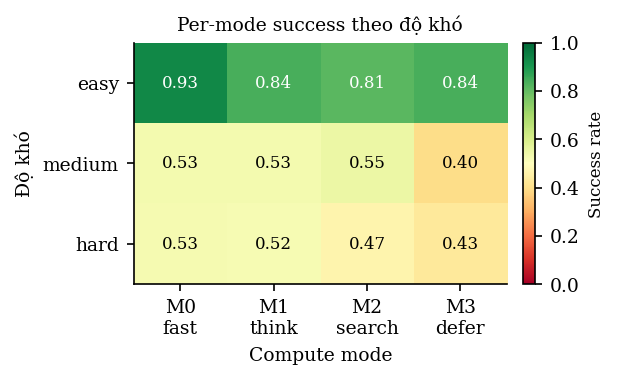 Per-mode success theo độ khó
Độ khó
easy 0.93 0.84 0.81 0.84
medium 0.53 0.53 0.55 0.40
hard 0.53 0.52 0.47 0.43
M0 M1 M2 M3
fast think search defer
Compute mode
1.0
0.8
0.6
0.4
0.2
0.0
Success rate